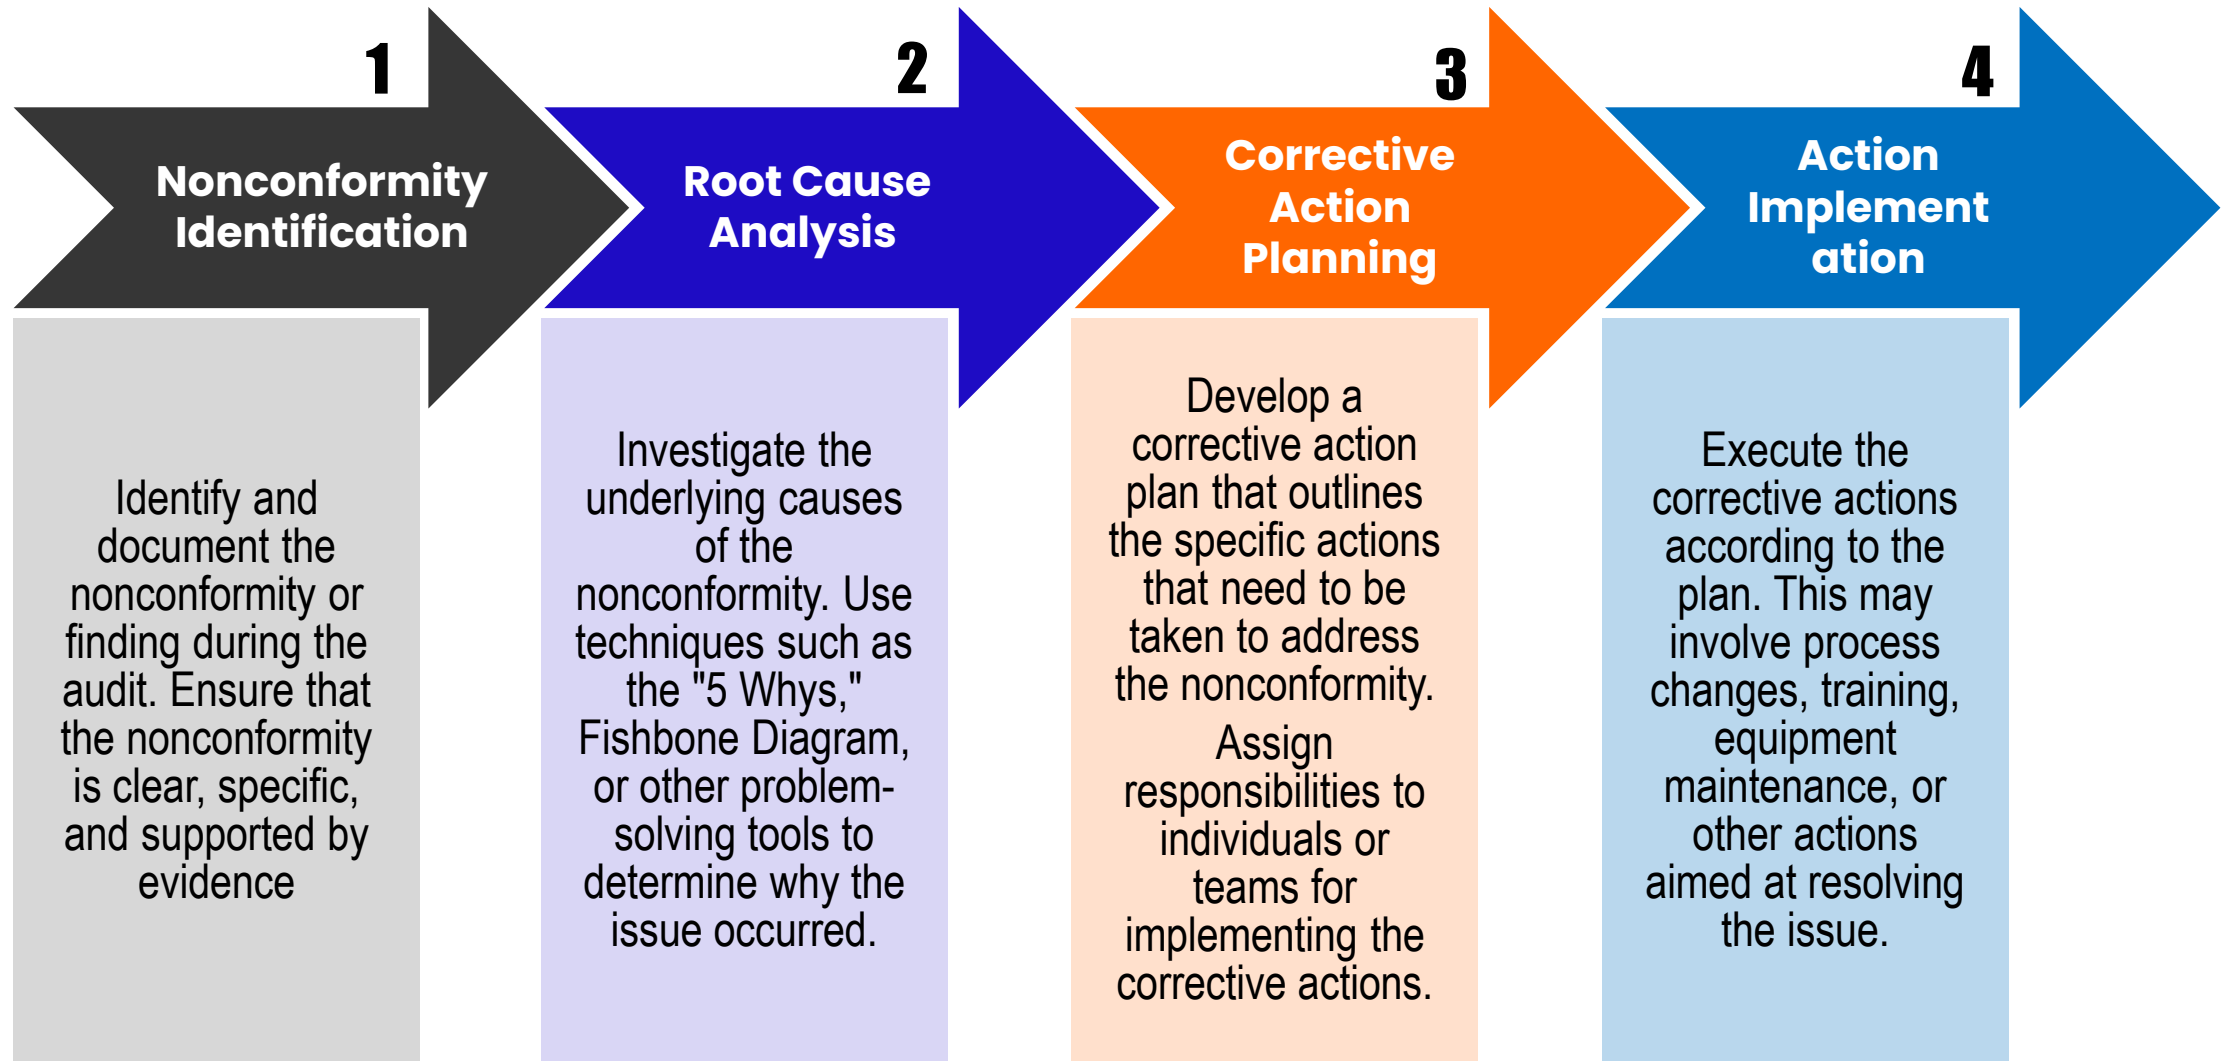 1
Nonconformity
Identification
Identify and
document the
nonconformity or
finding during the
audit. Ensure that
the nonconformity
is clear, specific,
and supported by
evidence
2
Root Cause
Analysis
Investigate the
underlying causes
of the
nonconformity. Use
techniques such as
the "5 Whys,"
Fishbone Diagram,
or other problem-
solving tools to
determine why the
issue occurred.
3
Corrective
Action
Planning
Develop a
corrective action
plan that outlines
the specific actions
that need to be
taken to address
the nonconformity.
Assign
responsibilities to
individuals or
teams for
implementing the
corrective actions.
4
Action
Implement
ation
Execute the
corrective actions
according to the
plan. This may
involve process
changes, training,
equipment
maintenance, or
other actions
aimed at resolving
the issue.